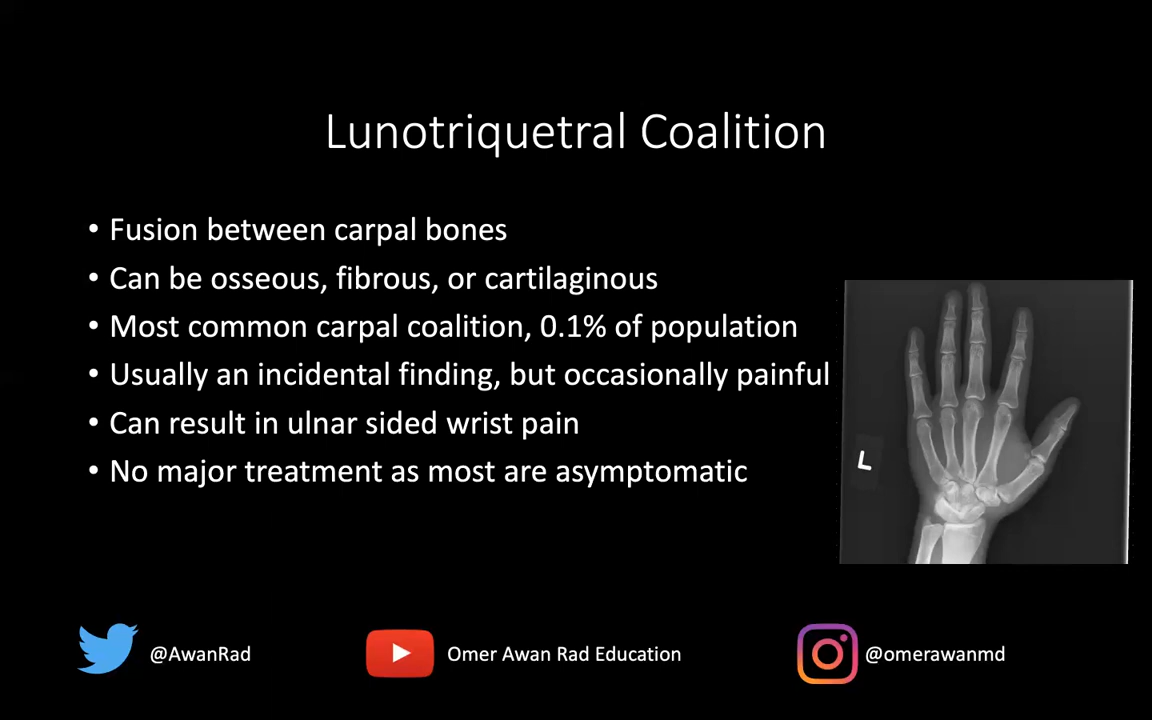 Lunotriquetral Coalition
• Fusion between carpal bones
• Can be osseous, fibrous, or cartilaginous
• Most common carpal coalition, 0.1% of population
• Usually an incidental finding, but occasionally painful
• Can result in ulnar sided wrist pain
• No major treatment as most are asymptomatic
L
@AwanRad
Omer Awan Rad Education
@omerawanmd